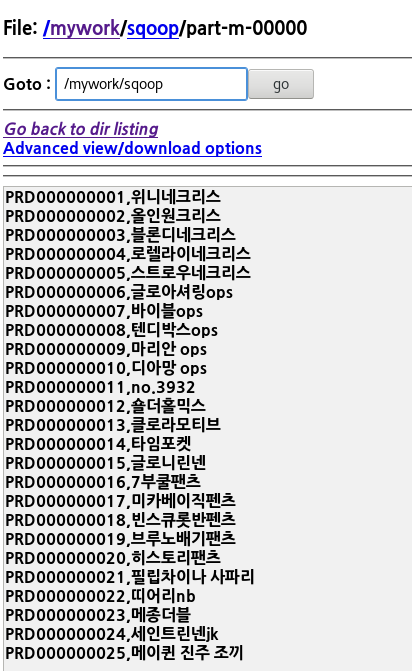 File: /mywork/sqoop/part-m-00000
Goto : /mywork/sqoop go
Go back to dir listing
Advanced view/download options
PRD000000001,위니네크리스
PRD000000002,올인원크리스
PRD000000003,블론디네크리스
PRD000000004,로렐라이네크리스
PRD000000005,스트로우네크리스
PRD000000006,글로아셔링ops
PRD000000007,바이블ops
PRD000000008,텐디박스ops
PRD000000009,마리안 ops
PRD000000010,디아망 ops
PRD000000011,no.3932
PRD000000012,숄더홀믹스
PRD000000013,클로라모티브
PRD000000014,타임포켓
PRD000000015,글로니린넨
PRD000000016,7부쿨팬츠
PRD000000017,미카베이직펜츠
PRD000000018,빈스큐롯반펜츠
PRD000000019,브루노배기팬츠
PRD000000020,히스토리팬츠
PRD000000021,필립차이나 사파리
PRD000000022,띠어리nb
PRD000000023,메종더블
PRD000000024,세인트린넨jk
PRD000000025,메이퀸 진주 조끼